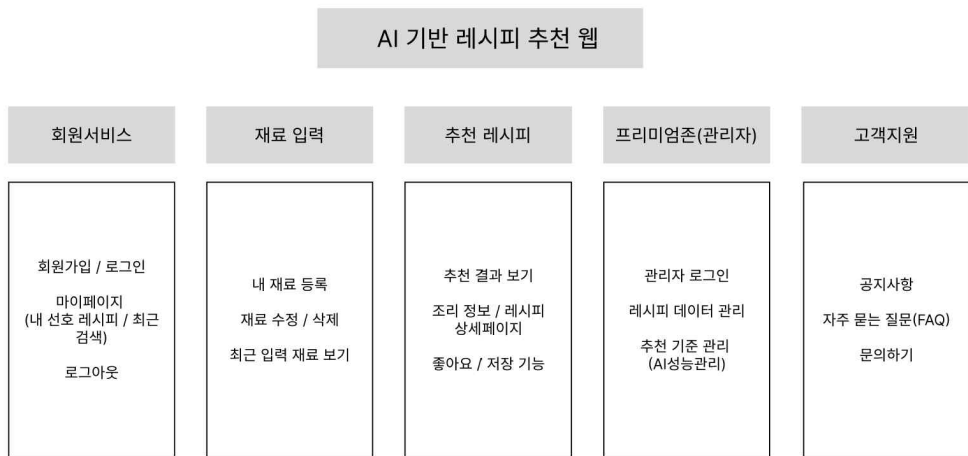 AI 기반 레시피 추천 웹
회원서비스
재료 입력
추천 레시피
프리미엄존(관리자)
고객지원
회원가입 / 로그인
마이페이지
(내 선호 레시피 / 최근
검색)
로그아웃
내 재료 등록
재료 수정 / 삭제
최근 입력 재료 보기
추천 결과 보기
조리 정보 / 레시피
상세페이지
좋아요 / 저장 기능
관리자 로그인
레시피 데이터 관리
추천 기준 관리
(AI성능관리)
공지사항
자주 묻는 질문(FAQ)
문의하기